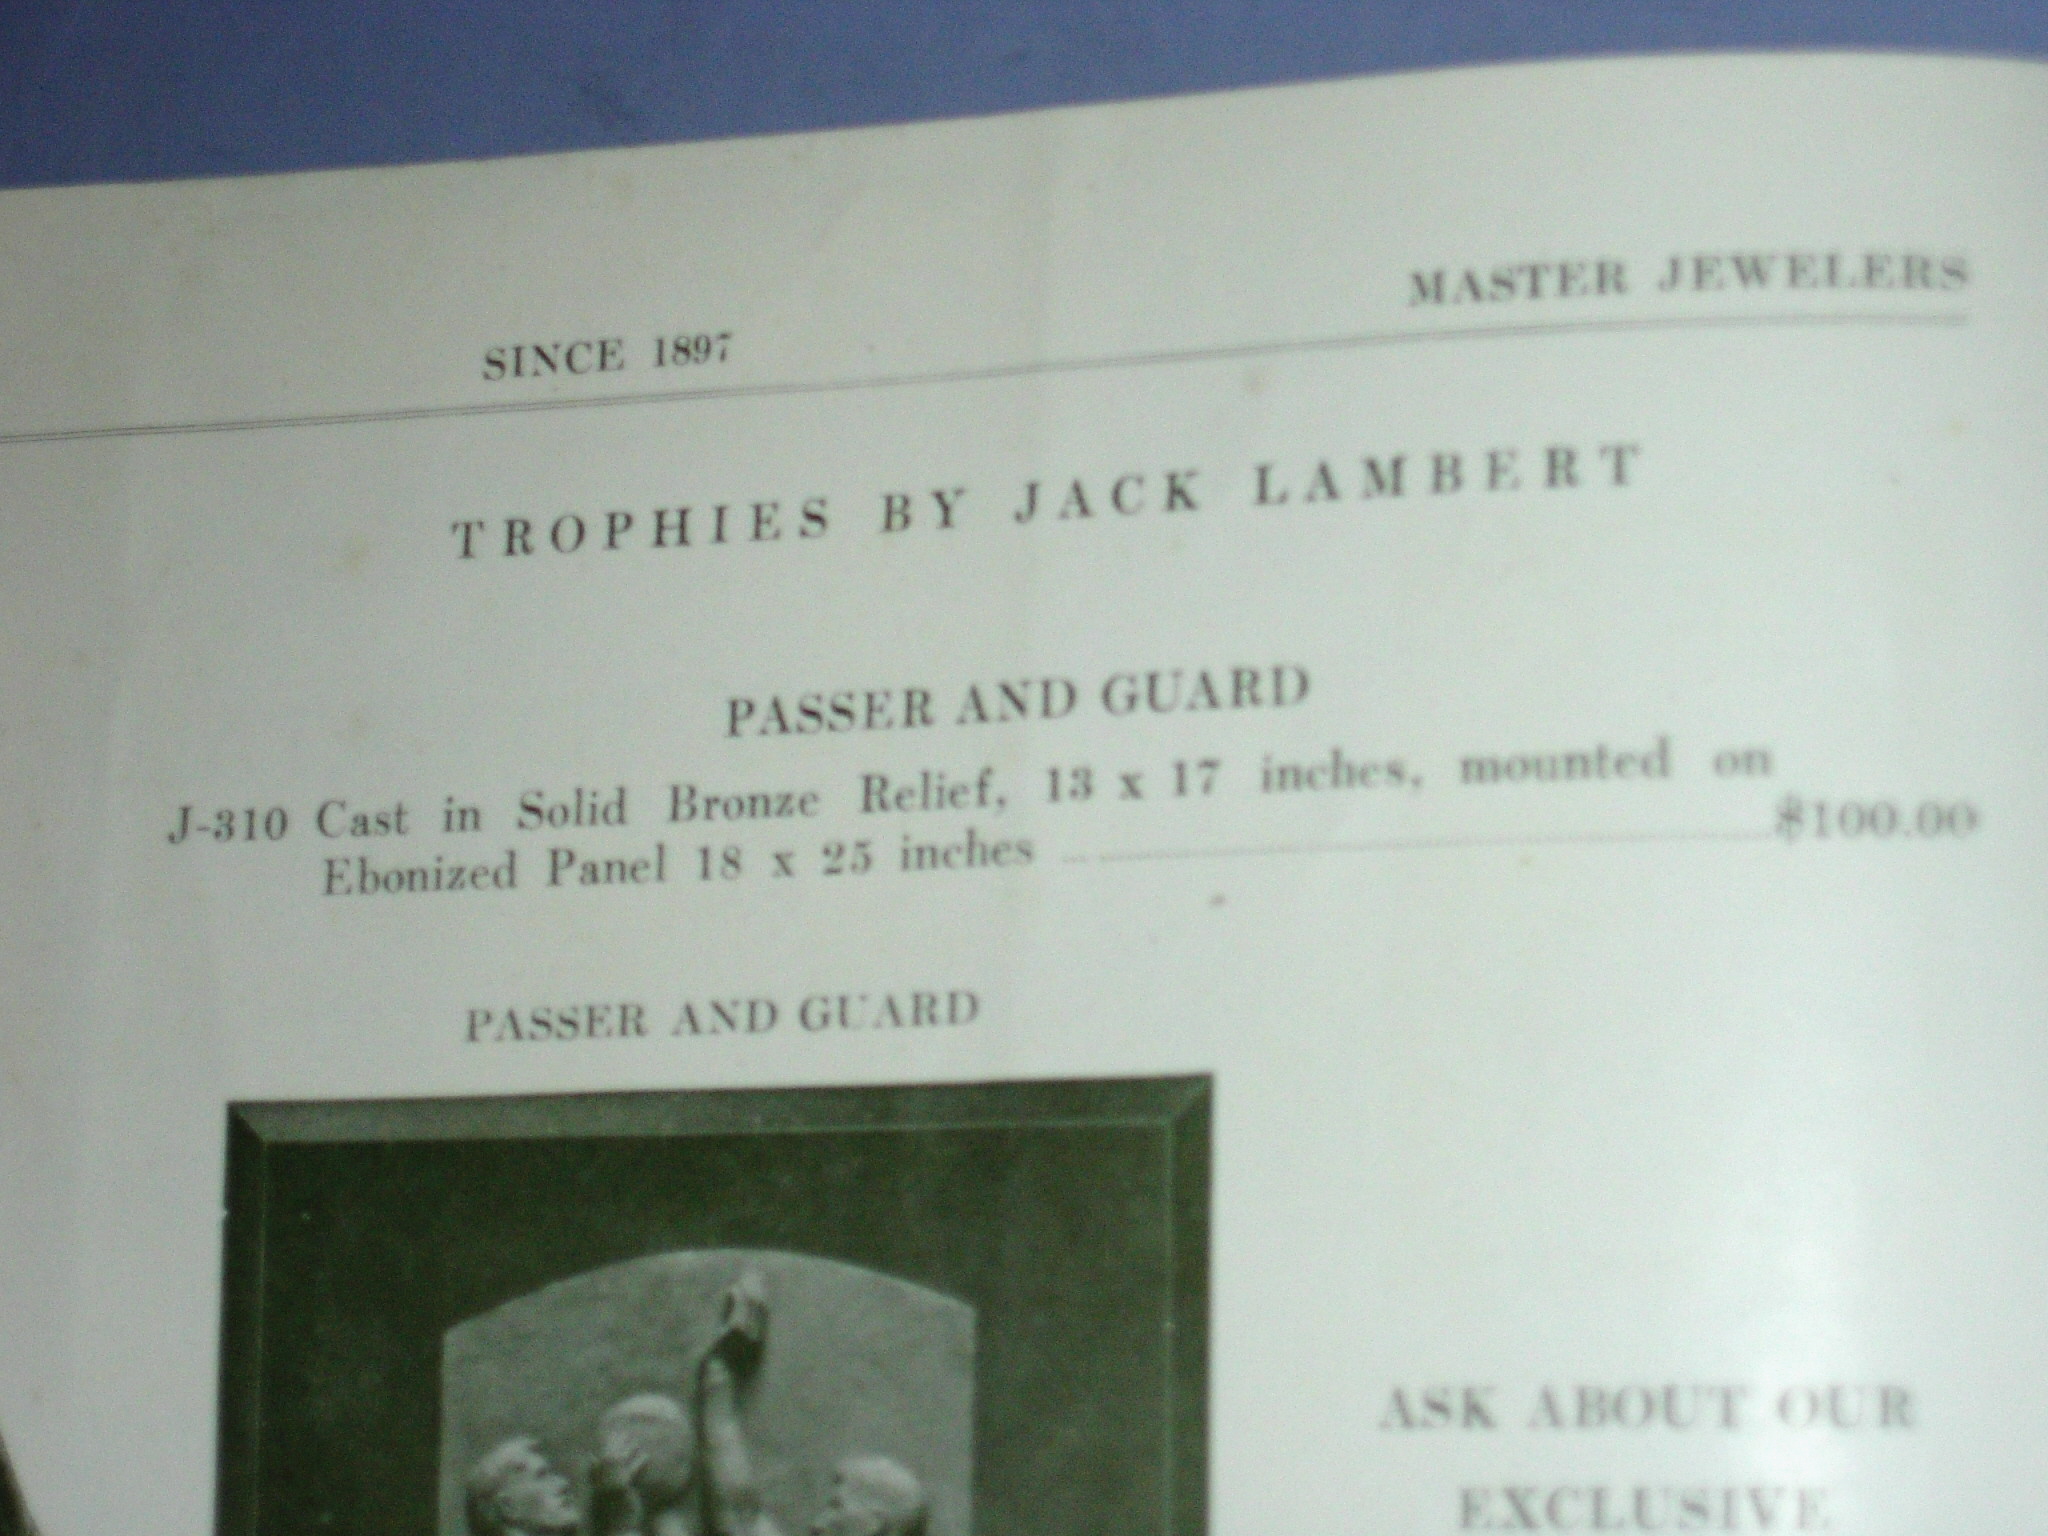 SINCE 1897
MASTER JEWELERS
TROPHIES BY JACK LAMBERT
PASSER AND GUARD
J-310 Cast in Solid Bronze Relief, 13 x 17 inches, mounted on
Ebonized Panel 18 x 25 inches ........ $100.00
PASSER AND GUARD
ASK ABOUT OUR
EXCLUSIVE